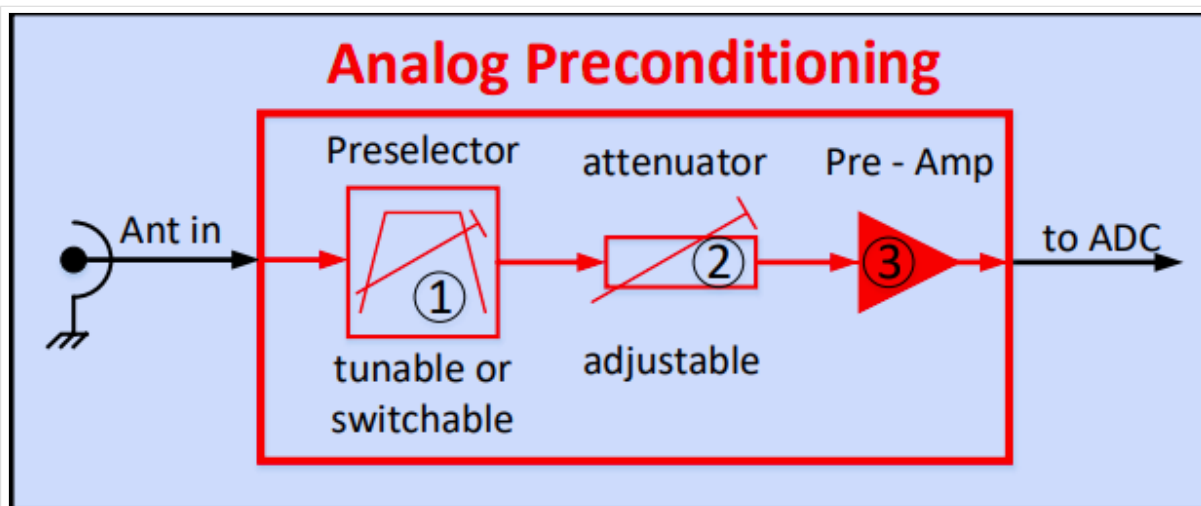 Analog Preconditioning
Preselector
attenuator
Pre - Amp
Ant in
to ADC
①
②
③
tunable or
switchable
adjustable